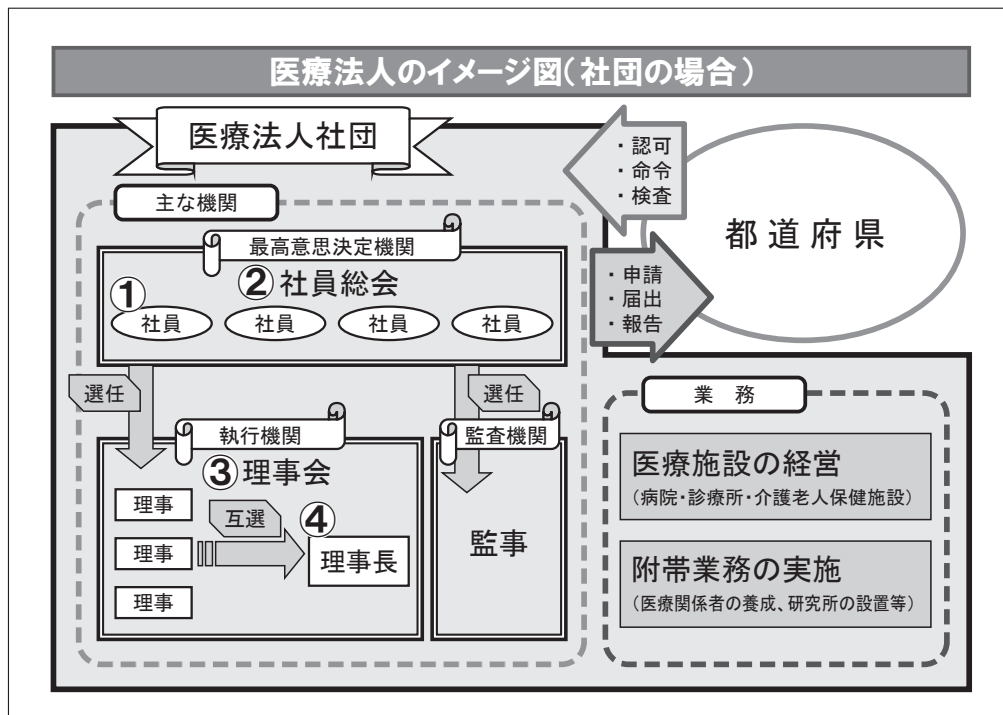 医療法人のイメージ図(社団の場合)
医療法人社団
・認可
・命令
・検査
都道府県
・申請
・届出
・報告
主な機関
最高意思決定機関
②社員総会
①
社員 社員 社員 社員
選任
選任
執行機関
③理事会
理事
理事
理事
互選
④
理事長
監査機関
監事
業 務
医療施設の経営
(病院・診療所・介護老人保健施設)
附帯業務の実施
(医療関係者の養成、研究所の設置等)